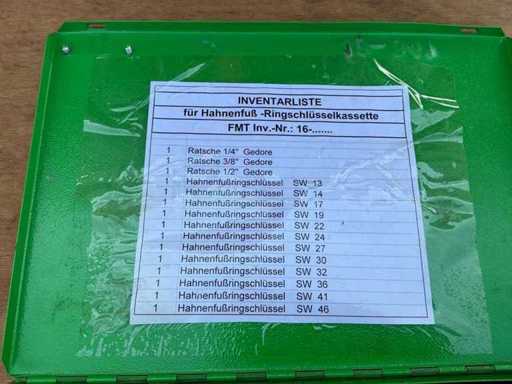 INVENTARLISTE
für Hahnenfuß -Ringschlüsselkassette
FMT Inv.-Nr.: 16-.......
1 Ratsche 1/4" Gedore
1 Ratsche 3/8" Gedore
1 Ratsche 1/2" Gedore
1 Hahnenfußringschlüssel SW 13
1 Hahnenfußringschlüssel SW 14
1 Hahnenfußringschlüssel SW 17
1 Hahnenfußringschlüssel SW 19
1 Hahnenfußringschlüssel SW 22
1 Hahnenfußringschlüssel SW 24
1 Hahnenfußringschlüssel SW 27
1 Hahnenfußringschlüssel SW 30
1 Hahnenfußringschlüssel SW 32
1 Hahnenfußringschlüssel SW 36
1 Hahnenfußringschlüssel SW 41
1 Hahnenfußringschlüssel SW 46